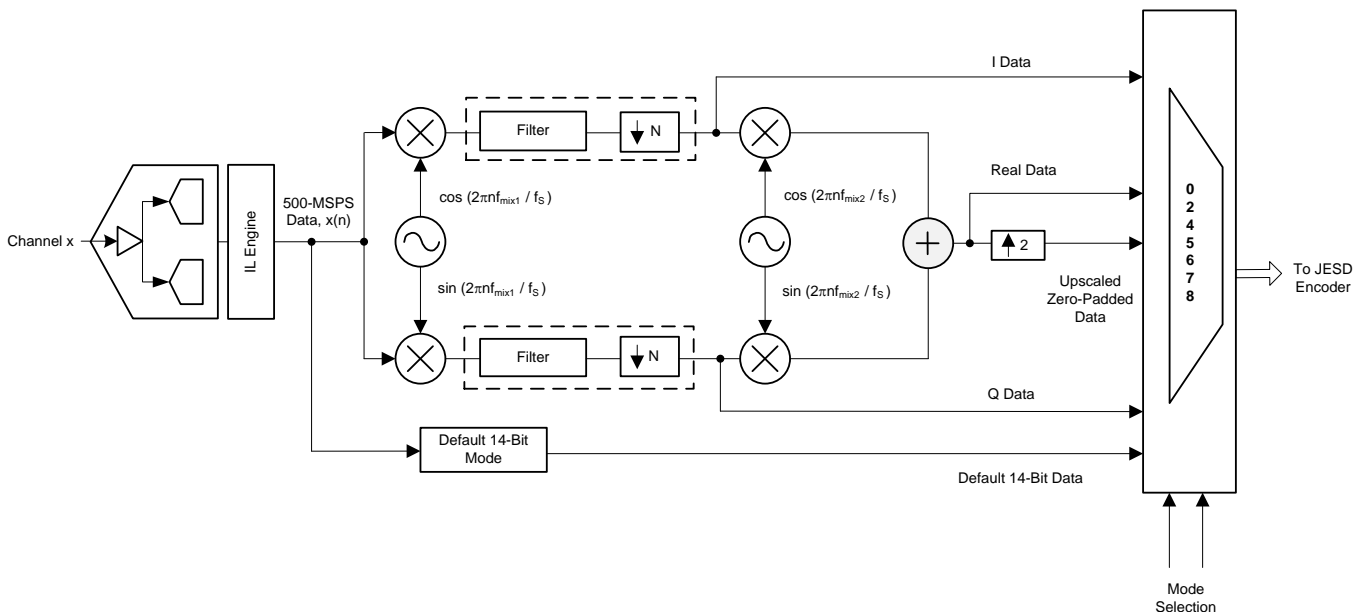 I Data
Filter
N
Real Data
cos (2πnfmix1 / fS)
cos (2πnfmix2 / fS)
500-MSPS
Data, x(n)
Channel x
IL Engine
2
0
2
4
5
6
7
8
To JESD
Encoder
sin (2πnfmix1 / fS)
sin (2πnfmix2 / fS)
Upscaled
Zero-Padded
Data
Filter
N
Q Data
Default 14-Bit
Mode
Default 14-Bit Data
Mode
Selection